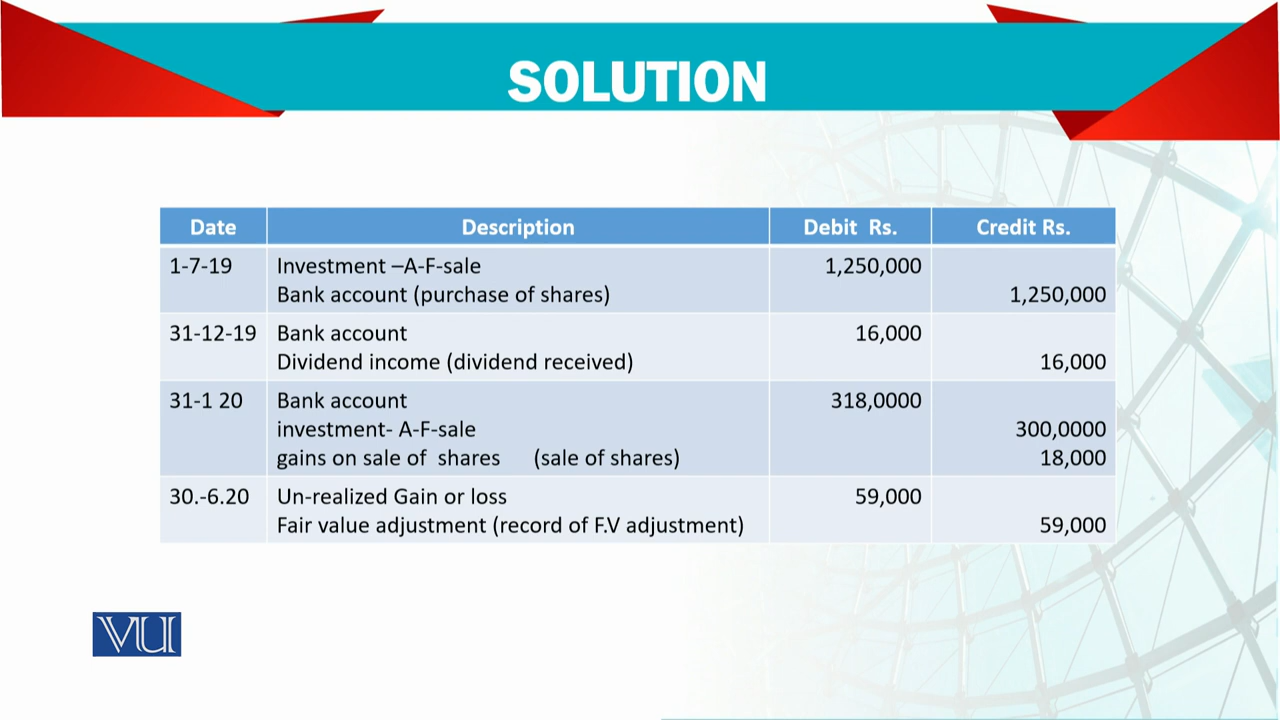 SOLUTION
Date Description Debit Rs. Credit Rs.
1-7-19 Investment –A-F-sale 1,250,000
Bank account (purchase of shares) 1,250,000
31-12-19 Bank account 16,000
Dividend income (dividend received) 16,000
31-1 20 Bank account 318,0000
investment- A-F-sale 300,0000
gains on sale of shares (sale of shares) 18,000
30.-6.20 Un-realized Gain or loss 59,000
Fair value adjustment (record of F.V adjustment) 59,000
VU